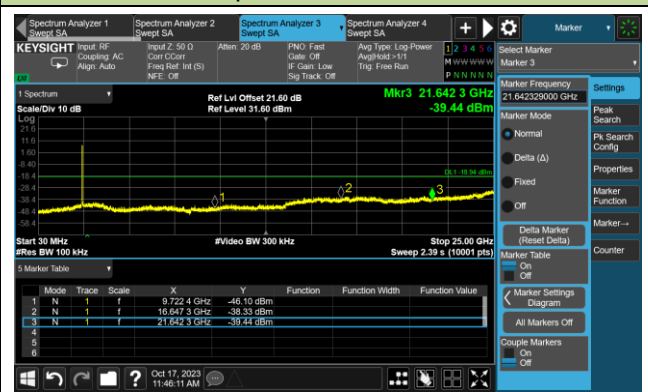 Spectrum Analyzer 1
Swept SA
Spectrum Analyzer 2
Swept SA
Spectrum Analyzer 3
Swept SA
Spectrum Analyzer 4
Swept SA
Marker
KEYSIGHT
Input: RF
Coupling: AC
Align: Auto
Input Z: 50 Ω
Corr CCorr
Freq Ref: Int (S)
NFE: Off
Atten: 20 dB
PNO: Fast
Gate: Off
IF Gain: Low
Sig Track: Off
Avg Type: Log-Power
Avg|Hold:>1/1
Trig: Free Run
1 2 3 4 5 6
M W W W W W
P N N N N N
Select Marker
Marker 3
1 Spectrum
Scale/Div 10 dB
Ref Lvl Offset 21.60 dB
Ref Level 31.60 dBm
Mkr3 21.642 3 GHz
-39.44 dBm
Log
21.6
11.6
1.60
-8.40
-18.4
-28.4
-38.4
-48.4
-58.4
DL1 -18.94 dBm
1
2
3
Start 30 MHz
#Res BW 100 kHz
#Video BW 300 kHz
Stop 25.00 GHz
Sweep 2.39 s (10001 pts)
5 Marker Table
Mode Trace Scale X Y Function Function Width Function Value
1 N 1 f 9.722 4 GHz -46.10 dBm
2 N 1 f 16.647 3 GHz -38.33 dBm
3 N 1 f 21.642 3 GHz -39.44 dBm
4
5
6
Marker Frequency
21.642329000 GHz
Marker Mode
Normal
Delta (Δ)
Fixed
Off
Delta Marker
(Reset Delta)
Marker Table
On
Off
Marker Settings
Diagram
All Markers Off
Couple Markers
On
Off
Settings
Peak
Search
Pk Search
Config
Properties
Marker
Function
Marker→
Counter
?
Oct 17, 2023
11:46:11 AM